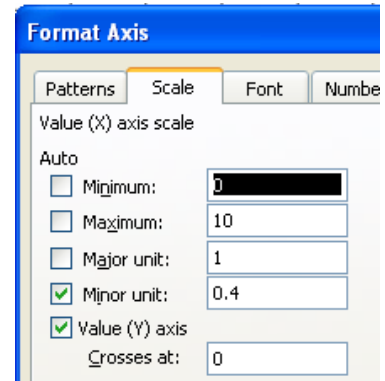 Format Axis
Patterns Scale Font Numbe
Value (X) axis scale
Auto
Minimum: 0
Maximum: 10
Major unit: 1
Minor unit: 0.4
Value (Y) axis
Crosses at: 0